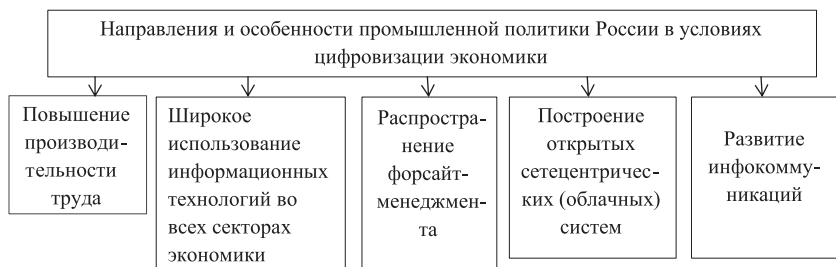 Направления и особенности промышленной политики России в условиях
цифровизации экономики
Повышение
производи-
тельности
труда
Широкое
использование
информационных
технологий во
всех секторах
экономики
Распростра-
нение
форсайт-
менеджмен-
та
Построение
открытых
сетецентричес-
ких (облачных)
систем
Развитие
инфокомму-
никаций